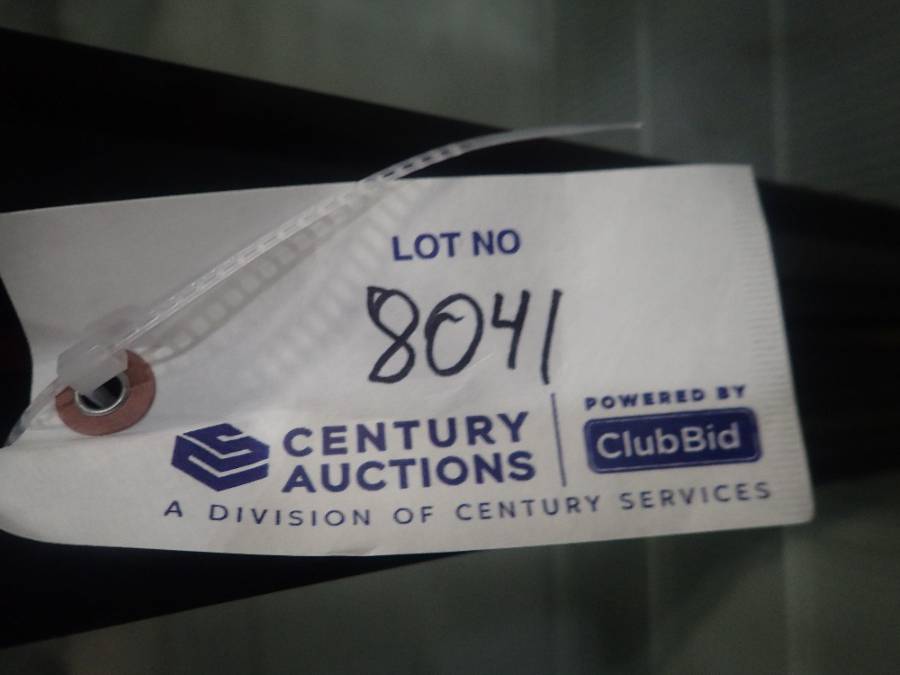 LOT NO
8041
CENTURY
AUCTIONS
POWERED BY
ClubBid
A DIVISION OF CENTURY SERVICES